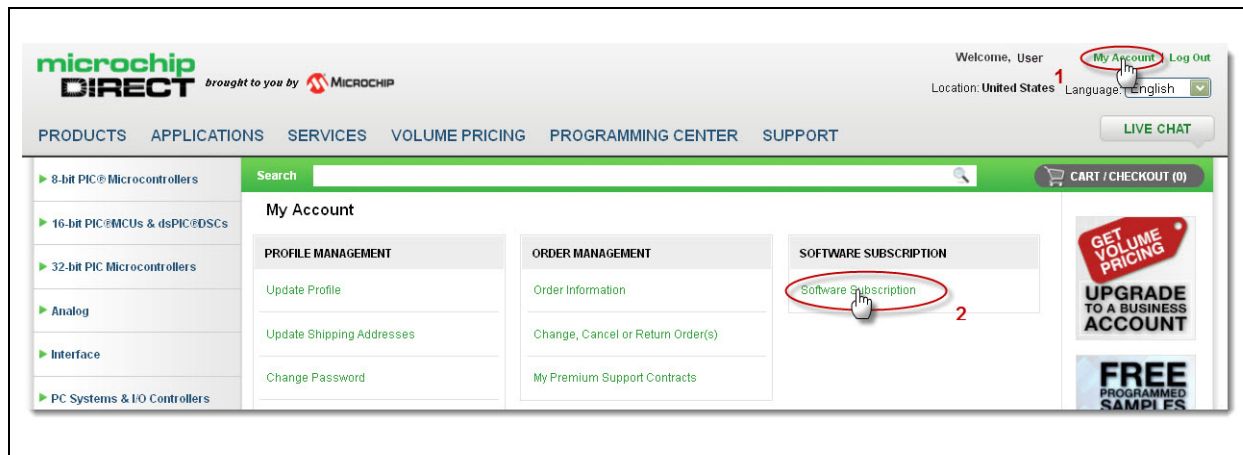 microchip
DIRECT brought to you by MICROCHIP
Welcome, User My Account | Log Out
1
Location: United States Language: English
PRODUCTS APPLICATIONS SERVICES VOLUME PRICING PROGRAMMING CENTER SUPPORT
LIVE CHAT
Search
CART / CHECKOUT (0)
8-bit PIC® Microcontrollers
16-bit PIC®MCUs & dsPIC®DSCs
32-bit PIC Microcontrollers
Analog
Interface
PC Systems & I/O Controllers
My Account
PROFILE MANAGEMENT
Update Profile
Update Shipping Addresses
Change Password
ORDER MANAGEMENT
Order Information
Change, Cancel or Return Order(s)
My Premium Support Contracts
SOFTWARE SUBSCRIPTION
Software Subscription
2
GET
VOLUME
PRICING
UPGRADE
TO A BUSINESS
ACCOUNT
FREE
PROGRAMMED
SAMPLES